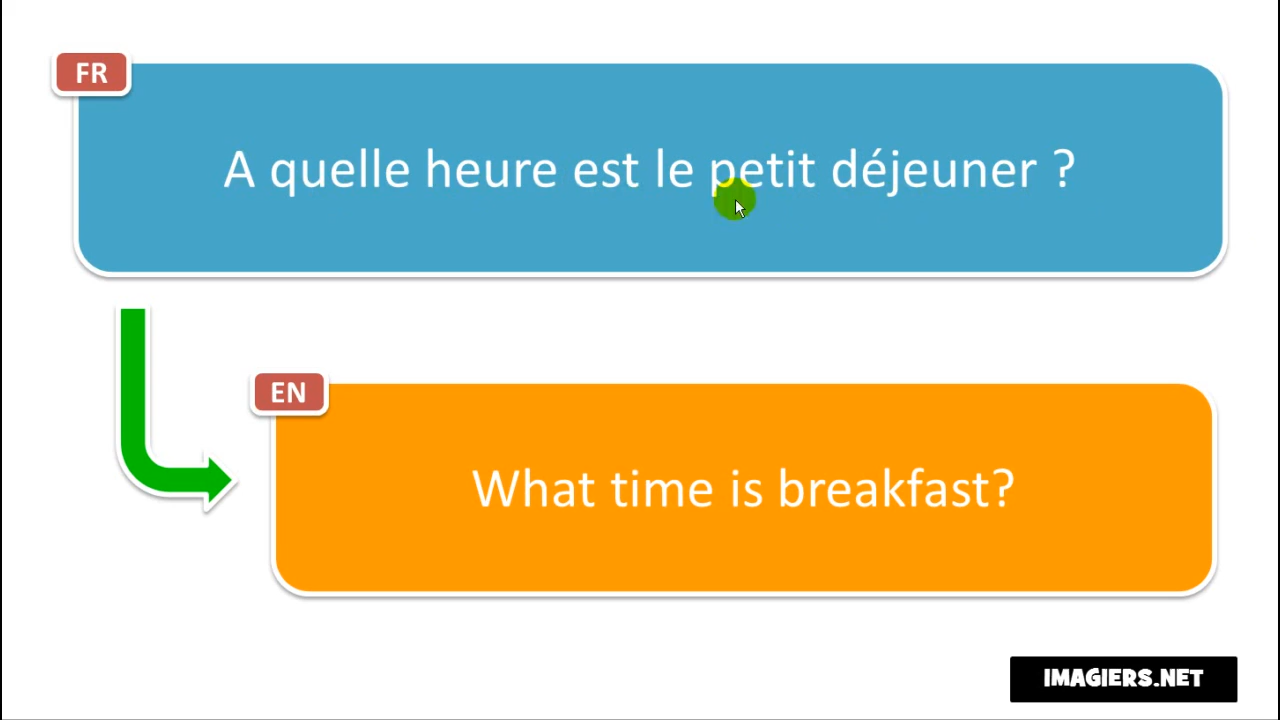 FR
A quelle heure est le petit déjeuner ?
EN
What time is breakfast?
IMAGIERS.NET